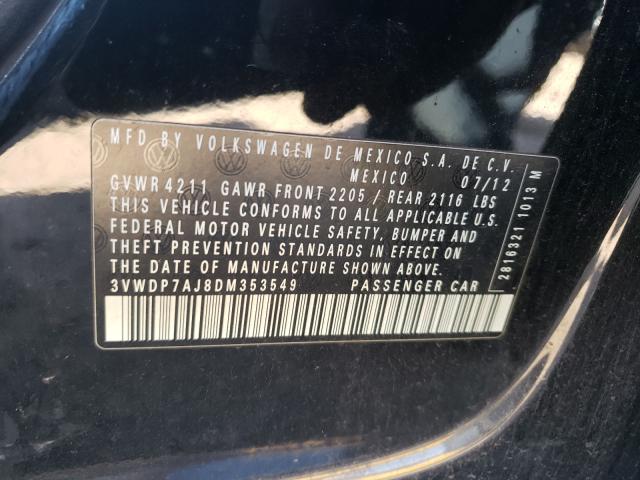 MFD BY VOLKSWAGEN DE MEXICO S.A. DE C.V.
MEXICO 07/12
GVWR 4211 GAWR FRONT 2205 / REAR 2116 LBS
THIS VEHICLE CONFORMS TO ALL APPLICABLE U.S.
FEDERAL MOTOR VEHICLE SAFETY, BUMPER AND
THEFT PREVENTION STANDARDS IN EFFECT ON
THE DATE OF MANUFACTURE SHOWN ABOVE.
3VWDP7AJ8DM353549 PASSENGER CAR
2816321 1013 M